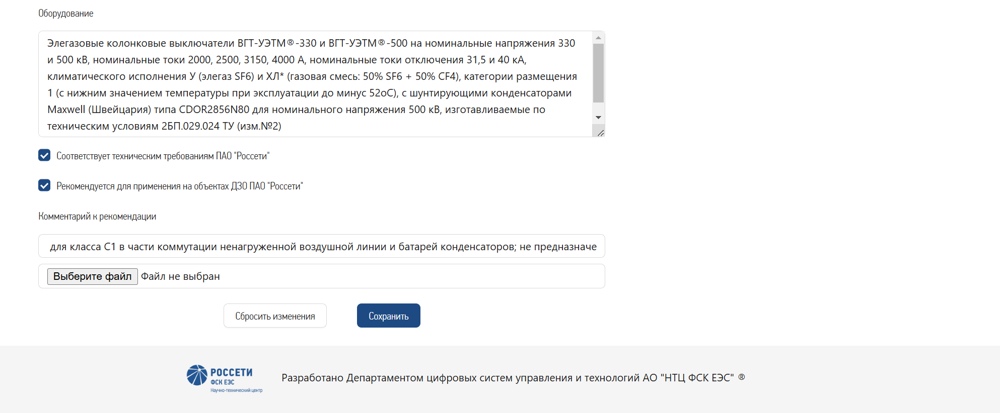 Оборудование
Элегазовые колонковые выключатели ВГТ-УЭТМ®-330 и ВГТ-УЭТМ®-500 на номинальные напряжения 330
и 500 кВ, номинальные токи 2000, 2500, 3150, 4000 А, номинальные токи отключения 31,5 и 40 кА,
климатического исполнения У (элегаз SF6) и ХЛ* (газовая смесь: 50% SF6 + 50% CF4), категории размещения
1 (с нижним значением температуры при эксплуатации до минус 52оС), с шунтирующими конденсаторами
Maxwell (Швейцария) типа CDOR2856N80 для номинального напряжения 500 кВ, изготавливаемые по
техническим условиям 2БП.029.024 ТУ (изм.№2)
Соответствует техническим требованиям ПАО "Россети"
Рекомендуется для применения на объектах ДЗО ПАО "Россети"
Комментарий к рекомендации
для класса С1 в части коммутации ненагруженной воздушной линии и батарей конденсаторов; не предназначе
Выберите файл Файл не выбран
Сбросить изменения
Сохранить
РОССЕТИ
ФСК ЕЭС
Научно-технический центр
Разработано Департаментом цифровых систем управления и технологий АО "НТЦ ФСК ЕЭС" ®